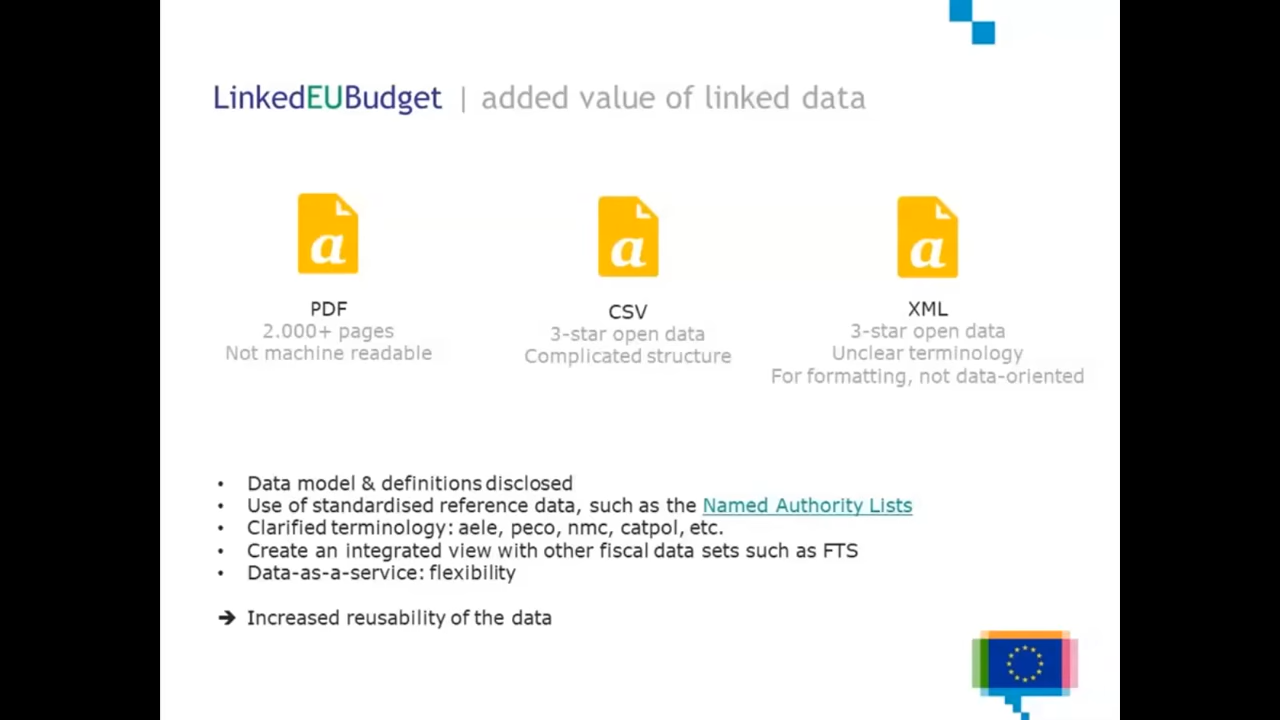 LinkedEUBudget | added value of linked data
a
a
a
PDF
2.000+ pages
Not machine readable
CSV
3-star open data
Complicated structure
XML
3-star open data
Unclear terminology
For formatting, not data-oriented
• Data model & definitions disclosed
• Use of standardised reference data, such as the Named Authority Lists
• Clarified terminology: aele, peco, nmc, catpol, etc.
• Create an integrated view with other fiscal data sets such as FTS
• Data-as-a-service: flexibility
➔ Increased reusability of the data